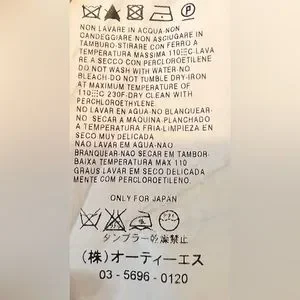 NON LAVARE IN ACQUA-NON
CANDEGGIARE NON ASCIUGARE IN
TAMBURO-STIRARE CON FERRO A
TEMPERATURA MASSIMA 110 C-LAVA
RE A SECCO CON PERCLOROETILENE
DO NOT WASH WITH WATER-NO
BLEACH-DO NOT TUMBLE DRY-IRON
AT MAXIMUM TEMPERATURE OF
110 C 230F-DRY CLEAN WITH
PERCHLOROETHYLENE.
NO LAVAR EN AGUA-NO BLANQUEAR-
NO SECAR A MAQUINA PLANCHADO
A TEMPERATURA FRIA-LIMPIEZA EN
SECO MUY DELICADA
NAO LAVAR EM AGUA-NAO
BRANQUEAR-NAO SECAR EM TAMBOR-
BAIXA TEMPERATURA MAX 110
GRAUS LAVAR EM SECO DELICADA
MENTE COM PERCLOROETILENO.
ONLY FOR JAPAN
タンブラー乾燥禁止
(株)オーティーエス
03-5696-0120